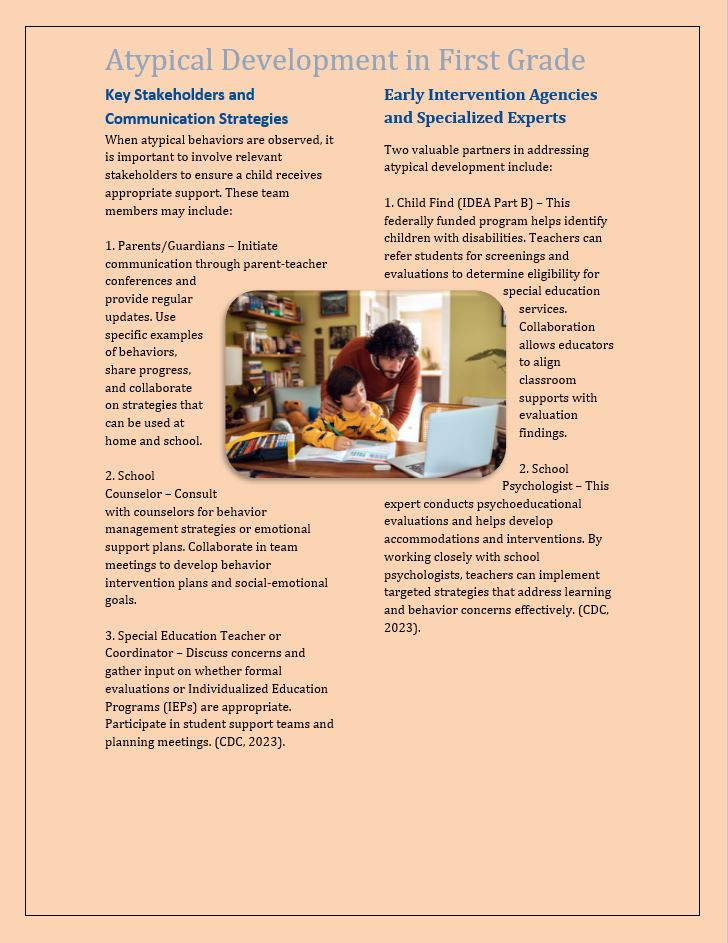 Atypical Development in First Grade
Key Stakeholders and
Communication Strategies
When atypical behaviors are observed, it
is important to involve relevant
stakeholders to ensure a child receives
appropriate support. These team
members may include:
1. Parents/Guardians – Initiate
communication through parent-teacher
conferences and
provide regular
updates. Use
specific examples
of behaviors,
share progress,
and collaborate
on strategies that
can be used at
home and school.
2. School
Counselor – Consult
with counselors for behavior
management strategies or emotional
support plans. Collaborate in team
meetings to develop behavior
intervention plans and social-emotional
goals.
3. Special Education Teacher or
Coordinator – Discuss concerns and
gather input on whether formal
evaluations or Individualized Education
Programs (IEPs) are appropriate.
Participate in student support teams and
planning meetings. (CDC, 2023).
Early Intervention Agencies
and Specialized Experts
Two valuable partners in addressing
atypical development include:
1. Child Find (IDEA Part B) – This
federally funded program helps identify
children with disabilities. Teachers can
refer students for screenings and
evaluations to determine eligibility for
special education
services.
Collaboration
allows educators
to align
classroom
supports with
evaluation
findings.
2. School
Psychologist – This
expert conducts psychoeducational
evaluations and helps develop
accommodations and interventions. By
working closely with school
psychologists, teachers can implement
targeted strategies that address learning
and behavior concerns effectively. (CDC,
2023).